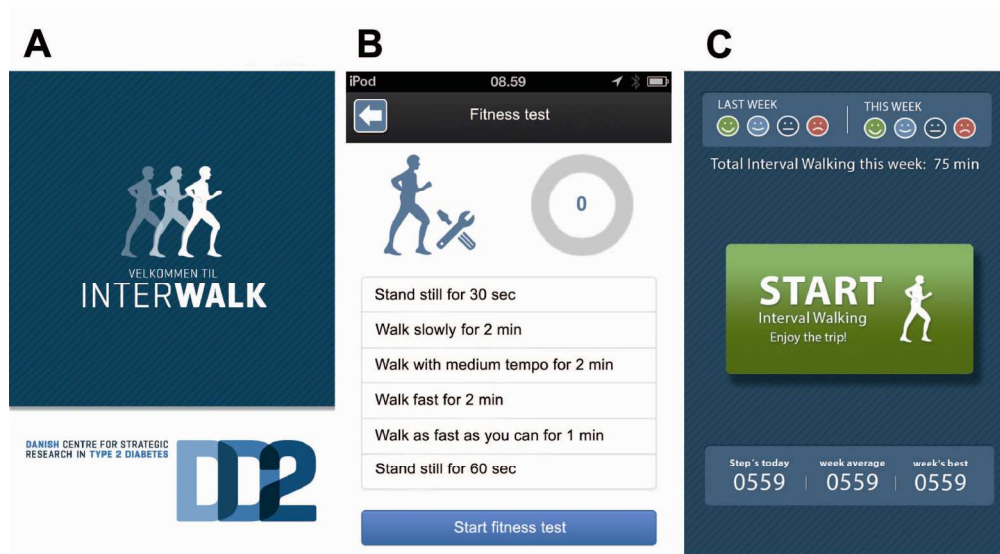 A
VELKOMMEN TIL
INTERWALK
DANISH CENTRE FOR STRATEGIC
RESEARCH IN TYPE 2 DIABETES
DD2
B
iPod 08.59
Fitness test
0
Stand still for 30 sec
Walk slowly for 2 min
Walk with medium tempo for 2 min
Walk fast for 2 min
Walk as fast as you can for 1 min
Stand still for 60 sec
Start fitness test
C
LAST WEEK THIS WEEK
Total Interval Walking this week: 75 min
START
Interval Walking
Enjoy the trip!
Step´s today week average week's best
0559 0559 0559